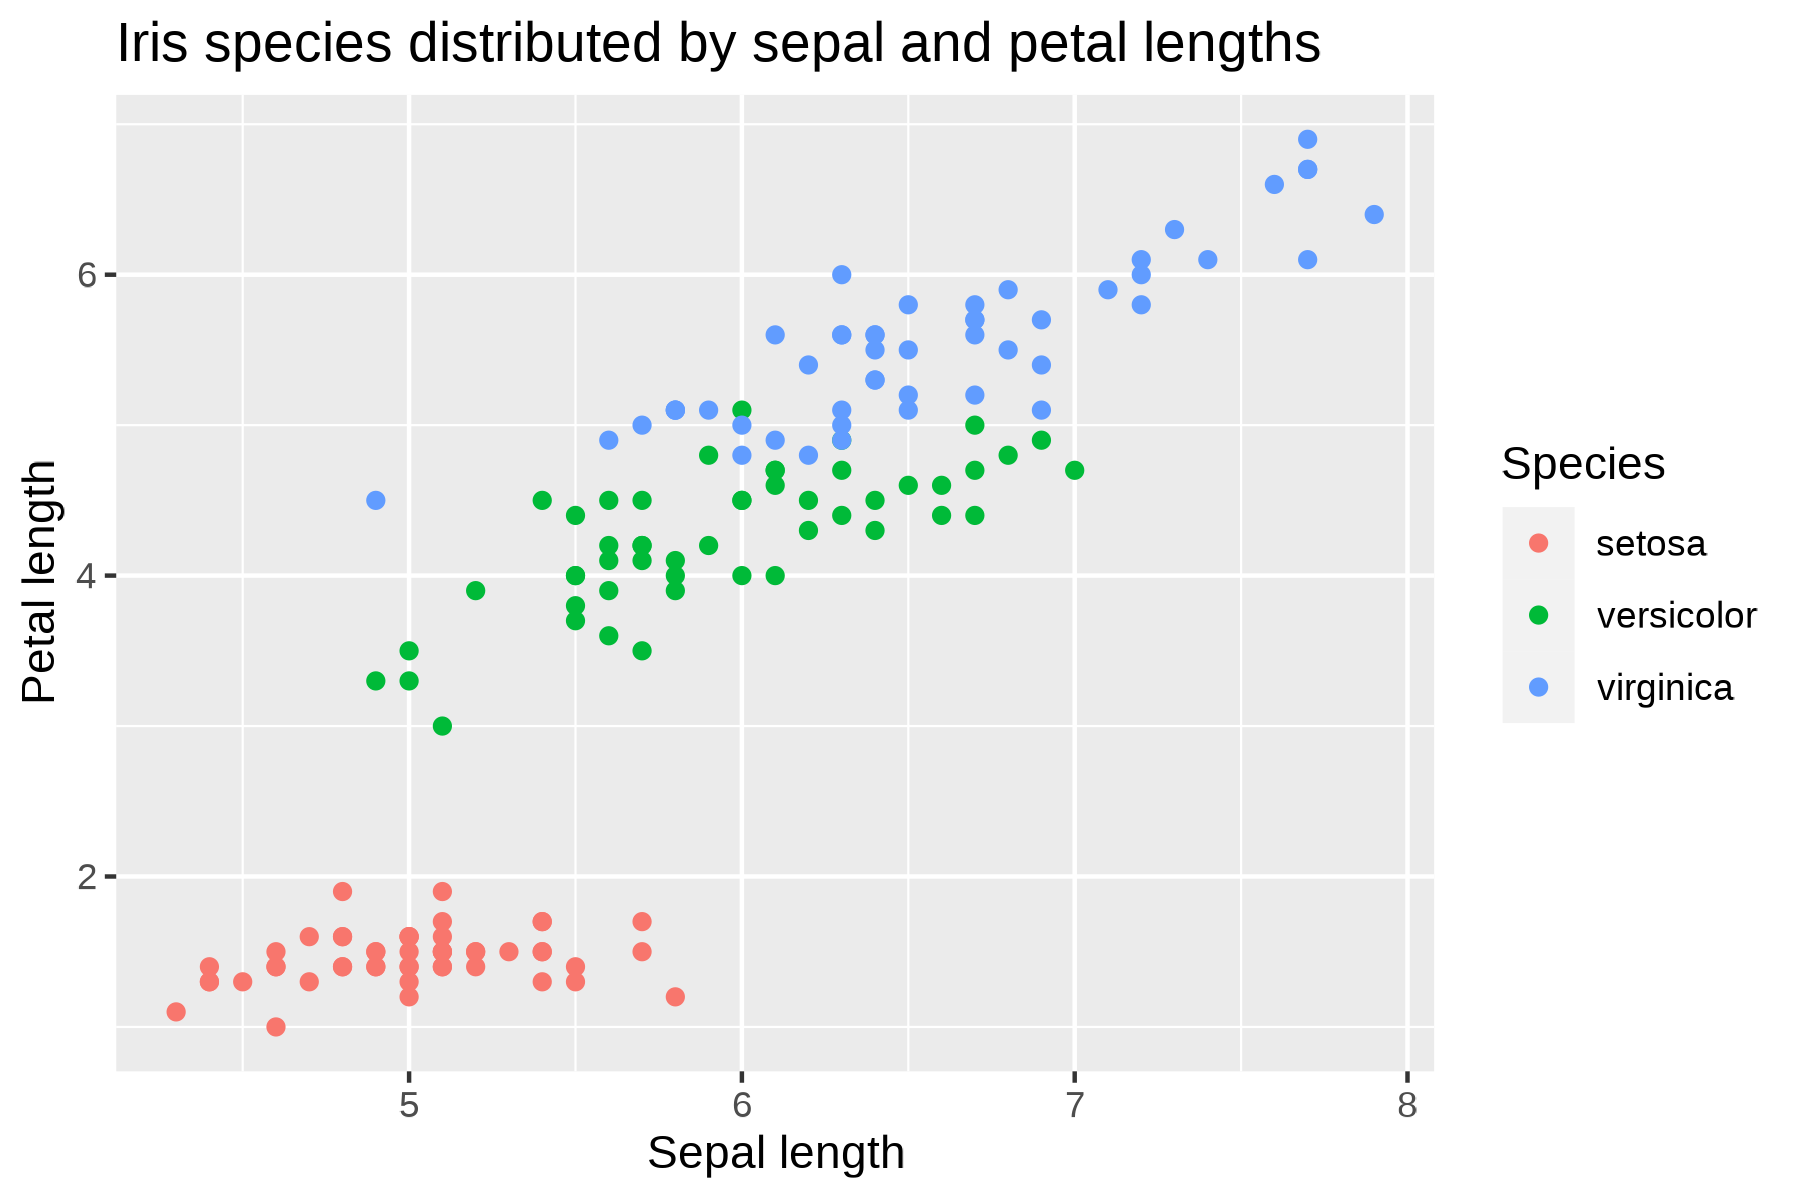 Iris species distributed by sepal and petal lengths
6
4
2
Petal length
5 6 7 8
Sepal length
Species
setosa
versicolor
virginica